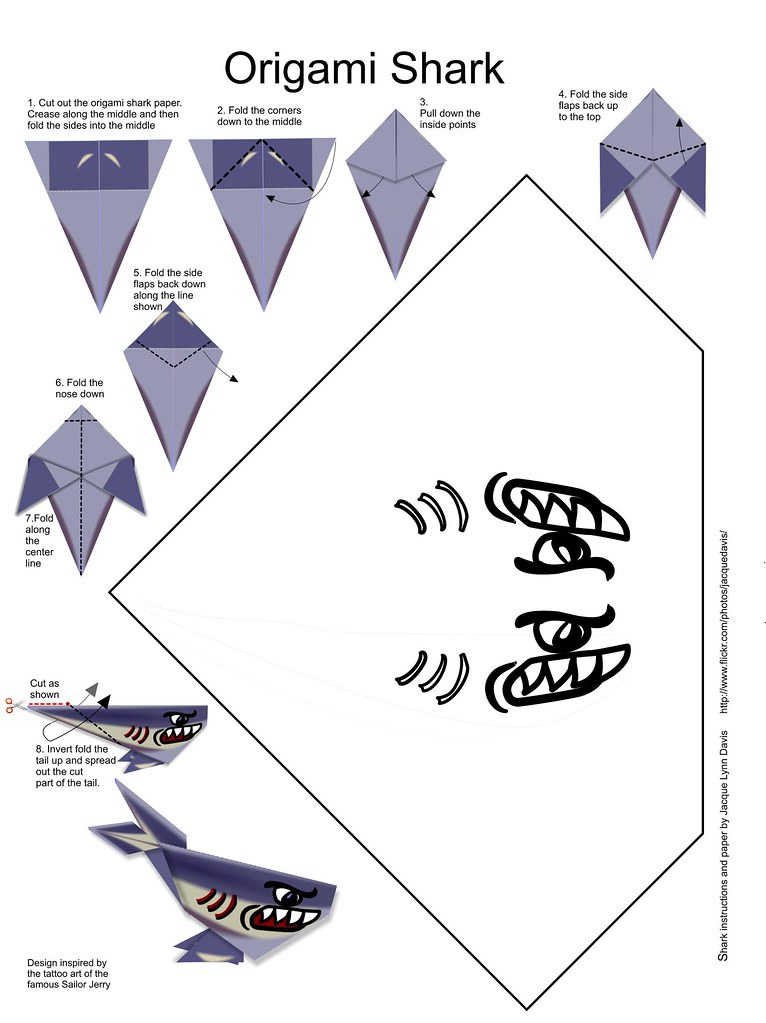 Origami Shark
1. Cut out the origami shark paper.
Crease along the middle and then
fold the sides into the middle
2. Fold the corners
down to the middle
3.
Pull down the
inside points
4. Fold the side
flaps back up
to the top
5. Fold the side
flaps back down
along the line
shown
6. Fold the
nose down
7.Fold
along
the
center
line
Cut as
shown
8. Invert fold the
tail up and spread
out the cut
part of the tail.
Design inspired by
the tattoo art of the
famous Sailor Jerry
Shark instructions and paper by Jacque Lynn Davis http://www.flickr.com/photos/jacquedavis/